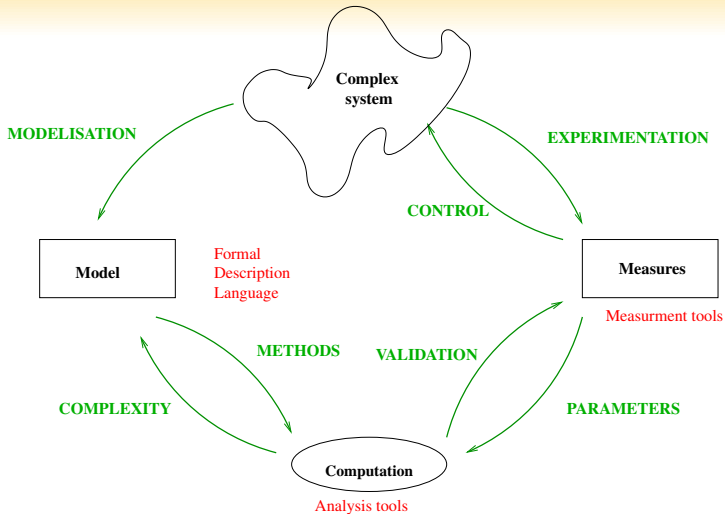 Complex
system
MODELISATION
EXPERIMENTATION
CONTROL
Model
Formal
Description
Language
Measures
Measurment tools
METHODS
VALIDATION
COMPLEXITY
PARAMETERS
Computation
Analysis tools